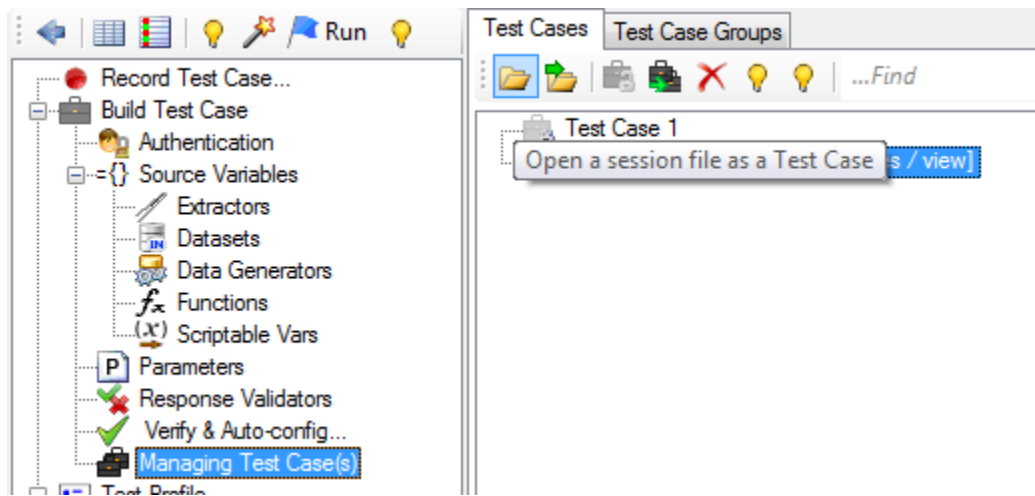 Run
Record Test Case...
Build Test Case
Authentication
={} Source Variables
Extractors
IN Datasets
Data Generators
fx Functions
(x) Scriptable Vars
P Parameters
Response Validators
Verify & Auto-config...
Managing Test Case(s)
Test Profile
Test Cases Test Case Groups
...Find
Test Case 1
Open a session file as a Test Case
s / view]